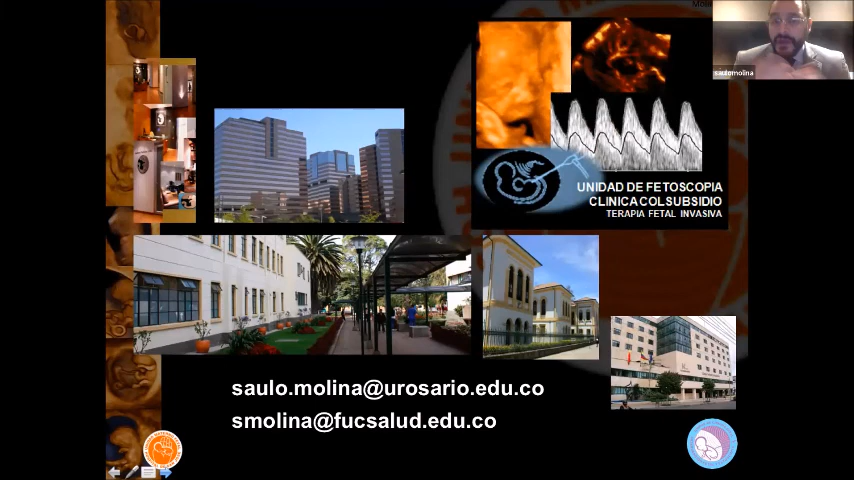 saulomolina
UNIDAD DE FETOSCOPIA
CLINICA COLSUBSIDIO
TERAPIA FETAL INVASIVA
saulo.molina@urosario.edu.co
smolina@fucsalud.edu.co